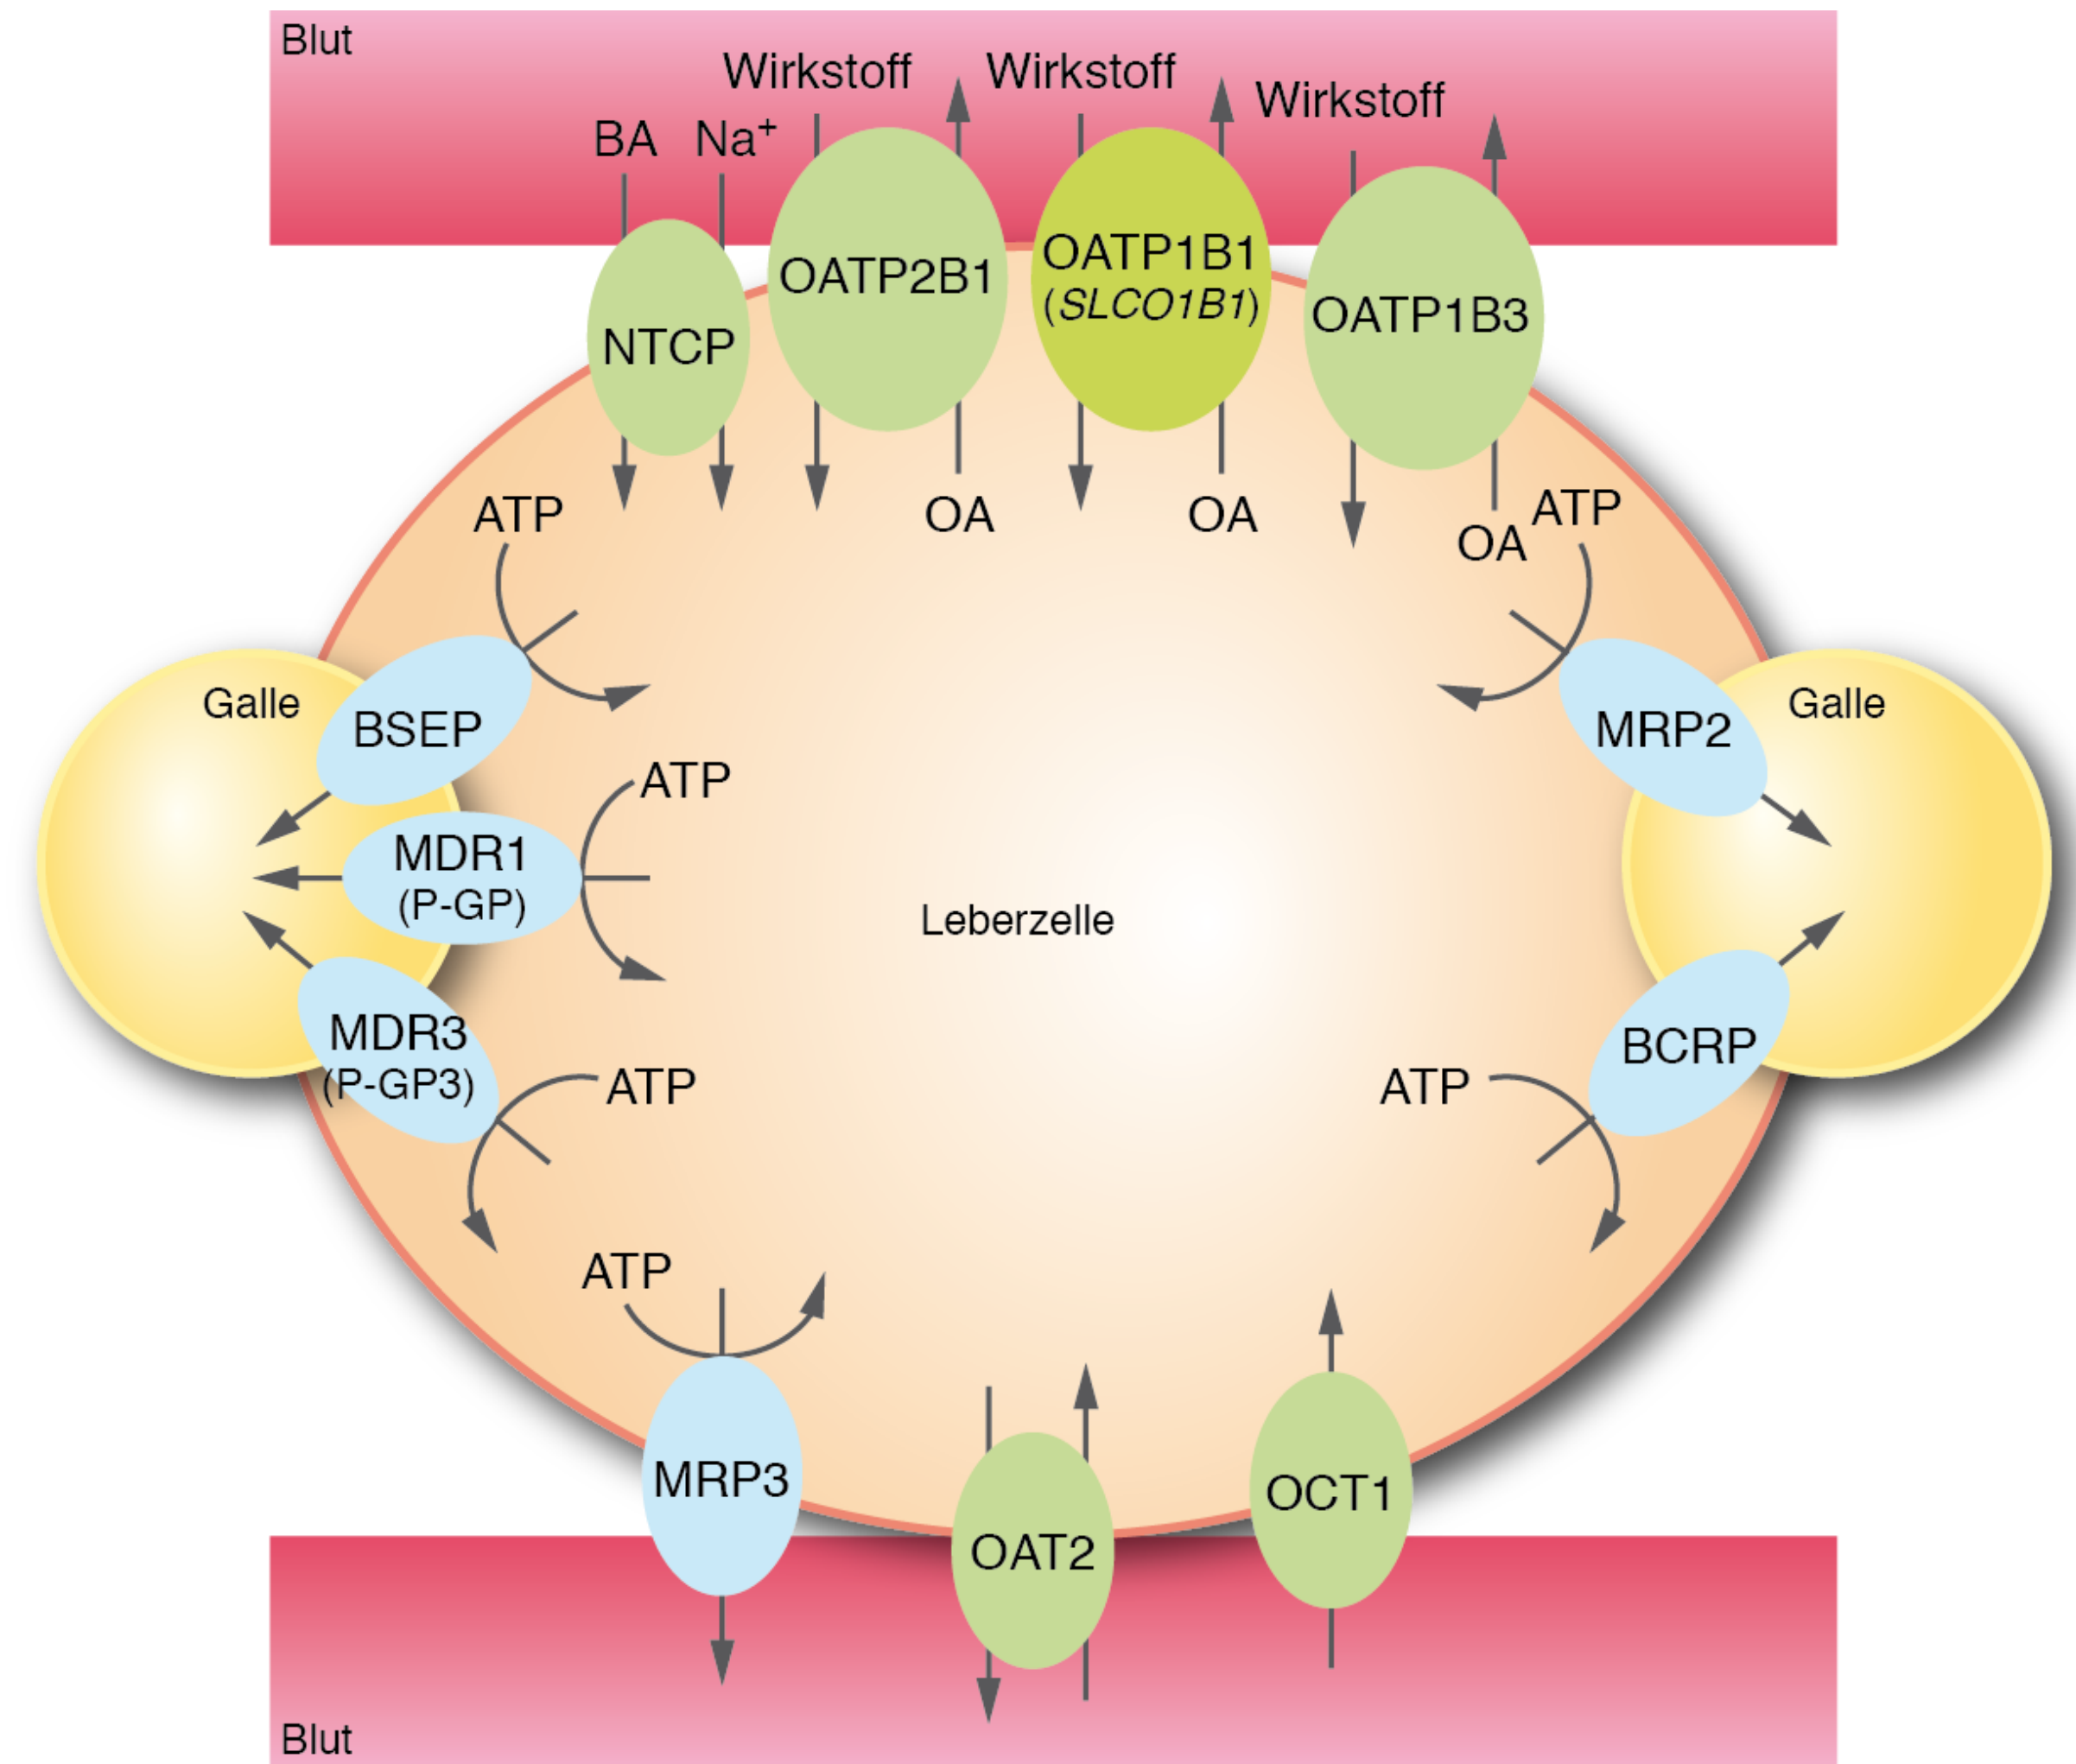 Blut
Wirkstoff
Wirkstoff
Wirkstoff
BA
Na⁺
NTCP
OATP2B1
OATP1B1
(SLCO1B1)
OATP1B3
ATP
OA
OA
OA
ATP
Galle
BSEP
MRP2
Galle
ATP
MDR1
(P-GP)
Leberzelle
MDR3
(P-GP3)
ATP
ATP
BCRP
ATP
MRP3
OAT2
OCT1
Blut